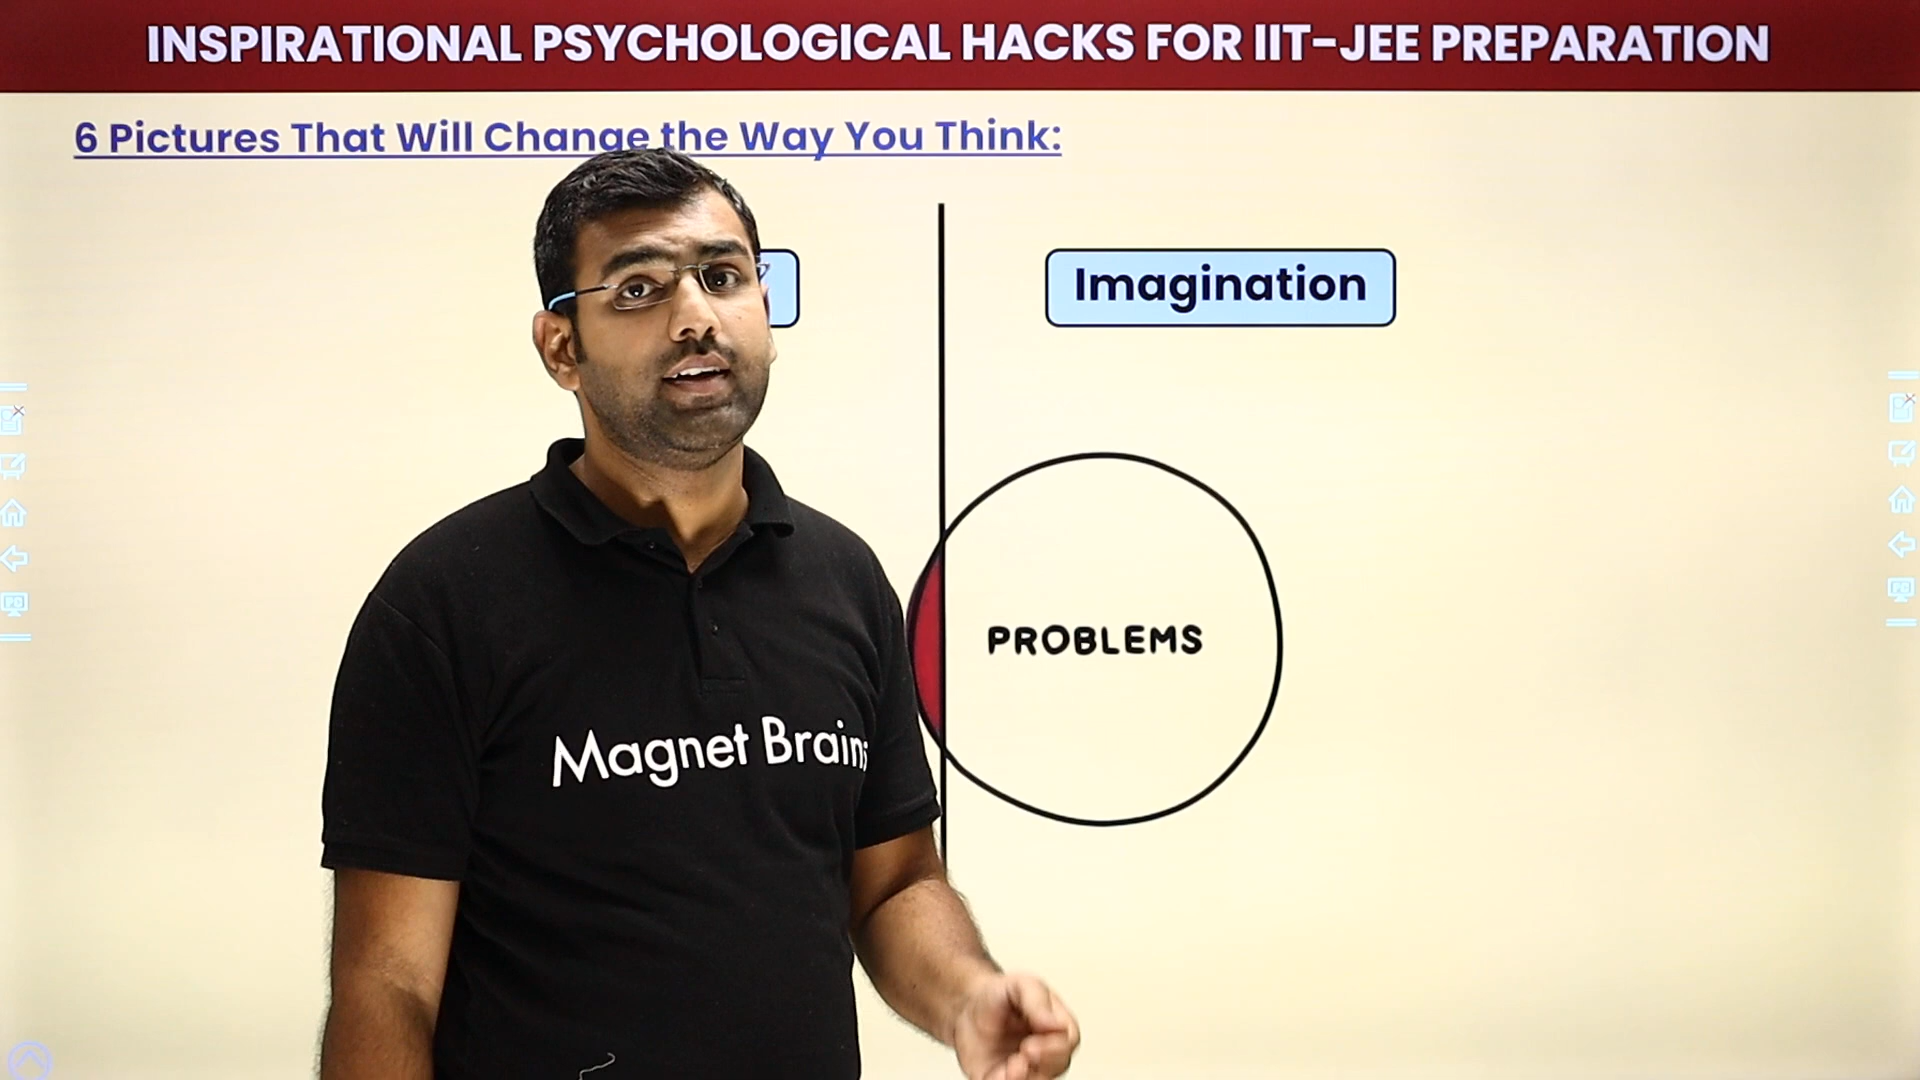 INSPIRATIONAL PSYCHOLOGICAL HACKS FOR IIT-JEE PREPARATION
6 Pictures That Will Change the Way You Think:
Imagination
PROBLEMS
Magnet Brains